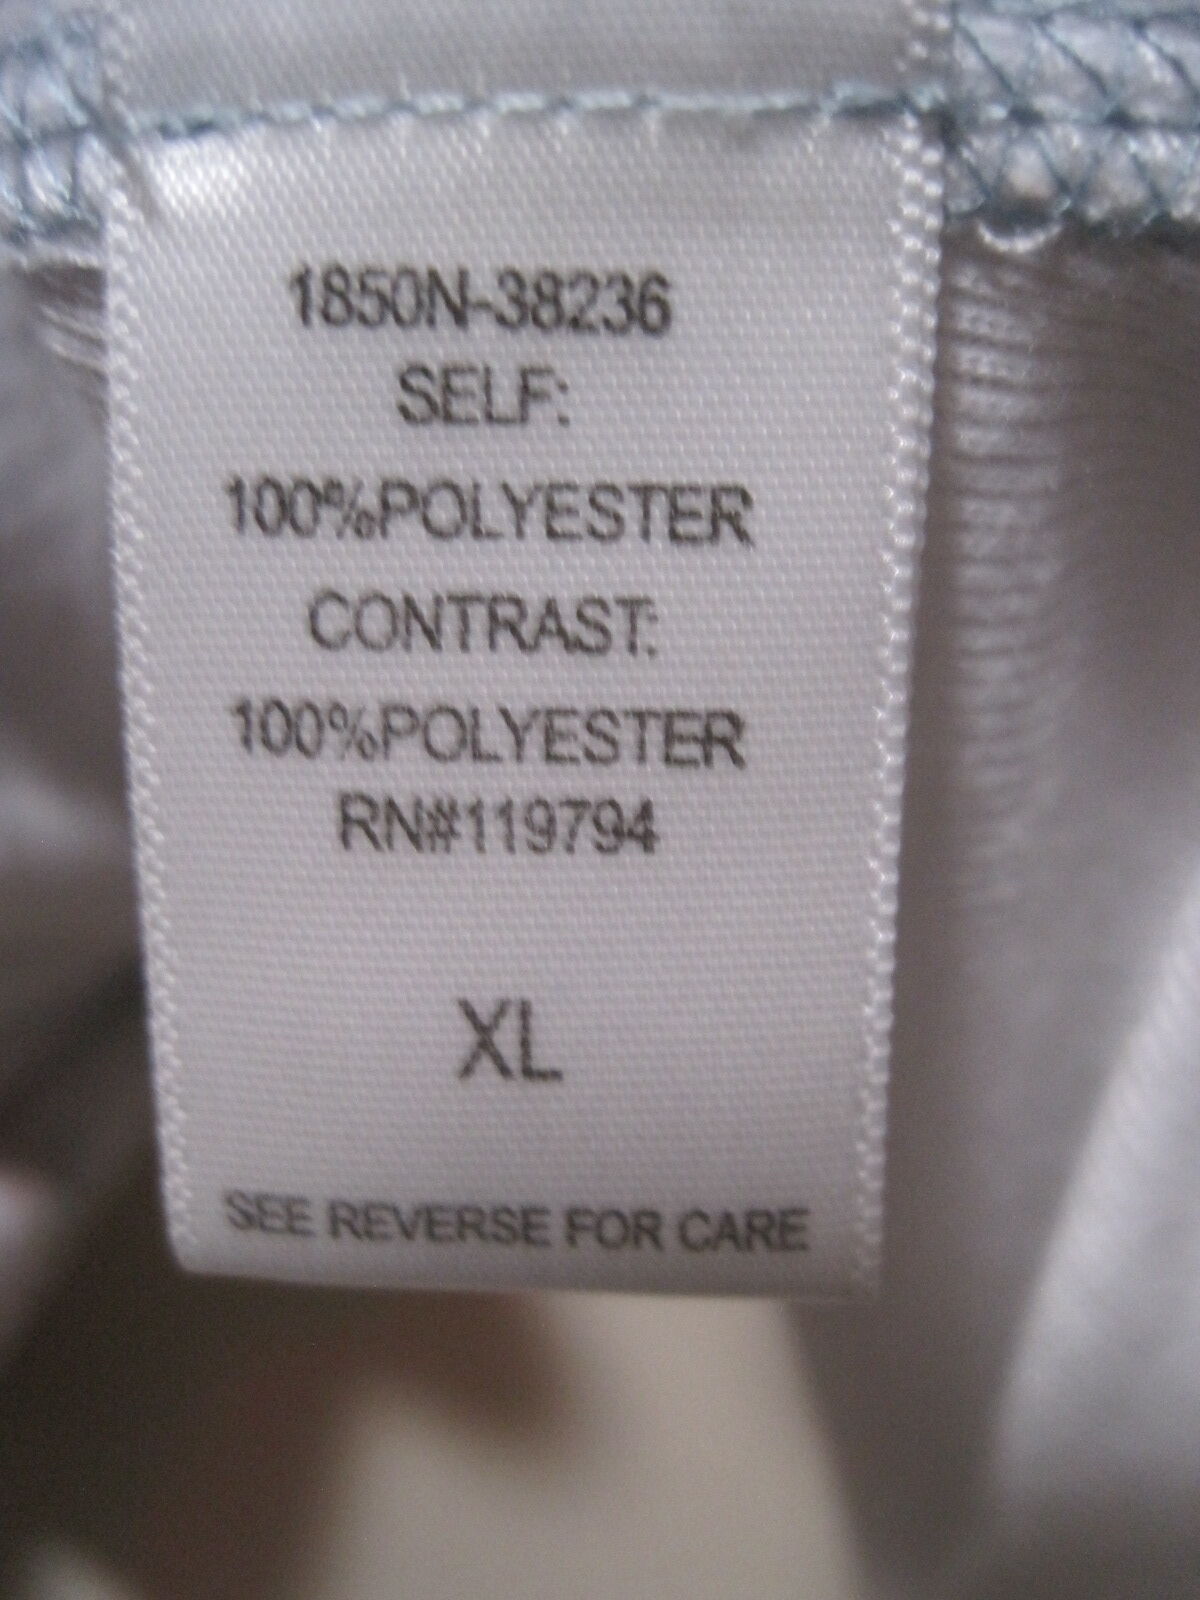 1850N-38236
SELF:
100%POLYESTER
CONTRAST:
100%POLYESTER
RN#119794
XL
SEE REVERSE FOR CARE